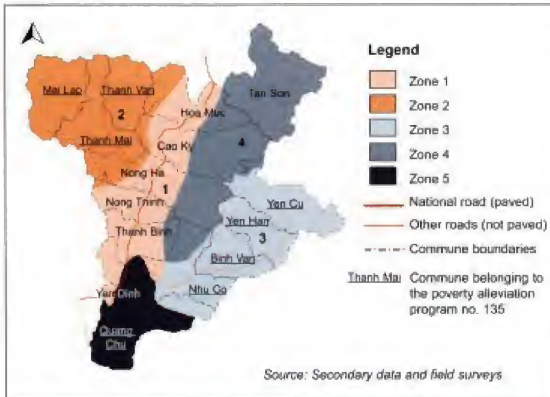 Mai Lap
Thanh Van
2
Thanh Mai
Hoa Muc
Cao Ky
Tan Son
4
Nong Ha
1
Nong Thinh
Thanh Binh
Yen Cu
Yen Han
3
Binh Van
Nhu Co
Yen Dinh
Quang
Chu
Legend
Zone 1
Zone 2
Zone 3
Zone 4
Zone 5
National road (paved)
Other roads (not paved)
Commune boundaries
Thanh Mai Commune belonging to
the poverty alleviation
program no. 135
Source: Secondary data and field surveys